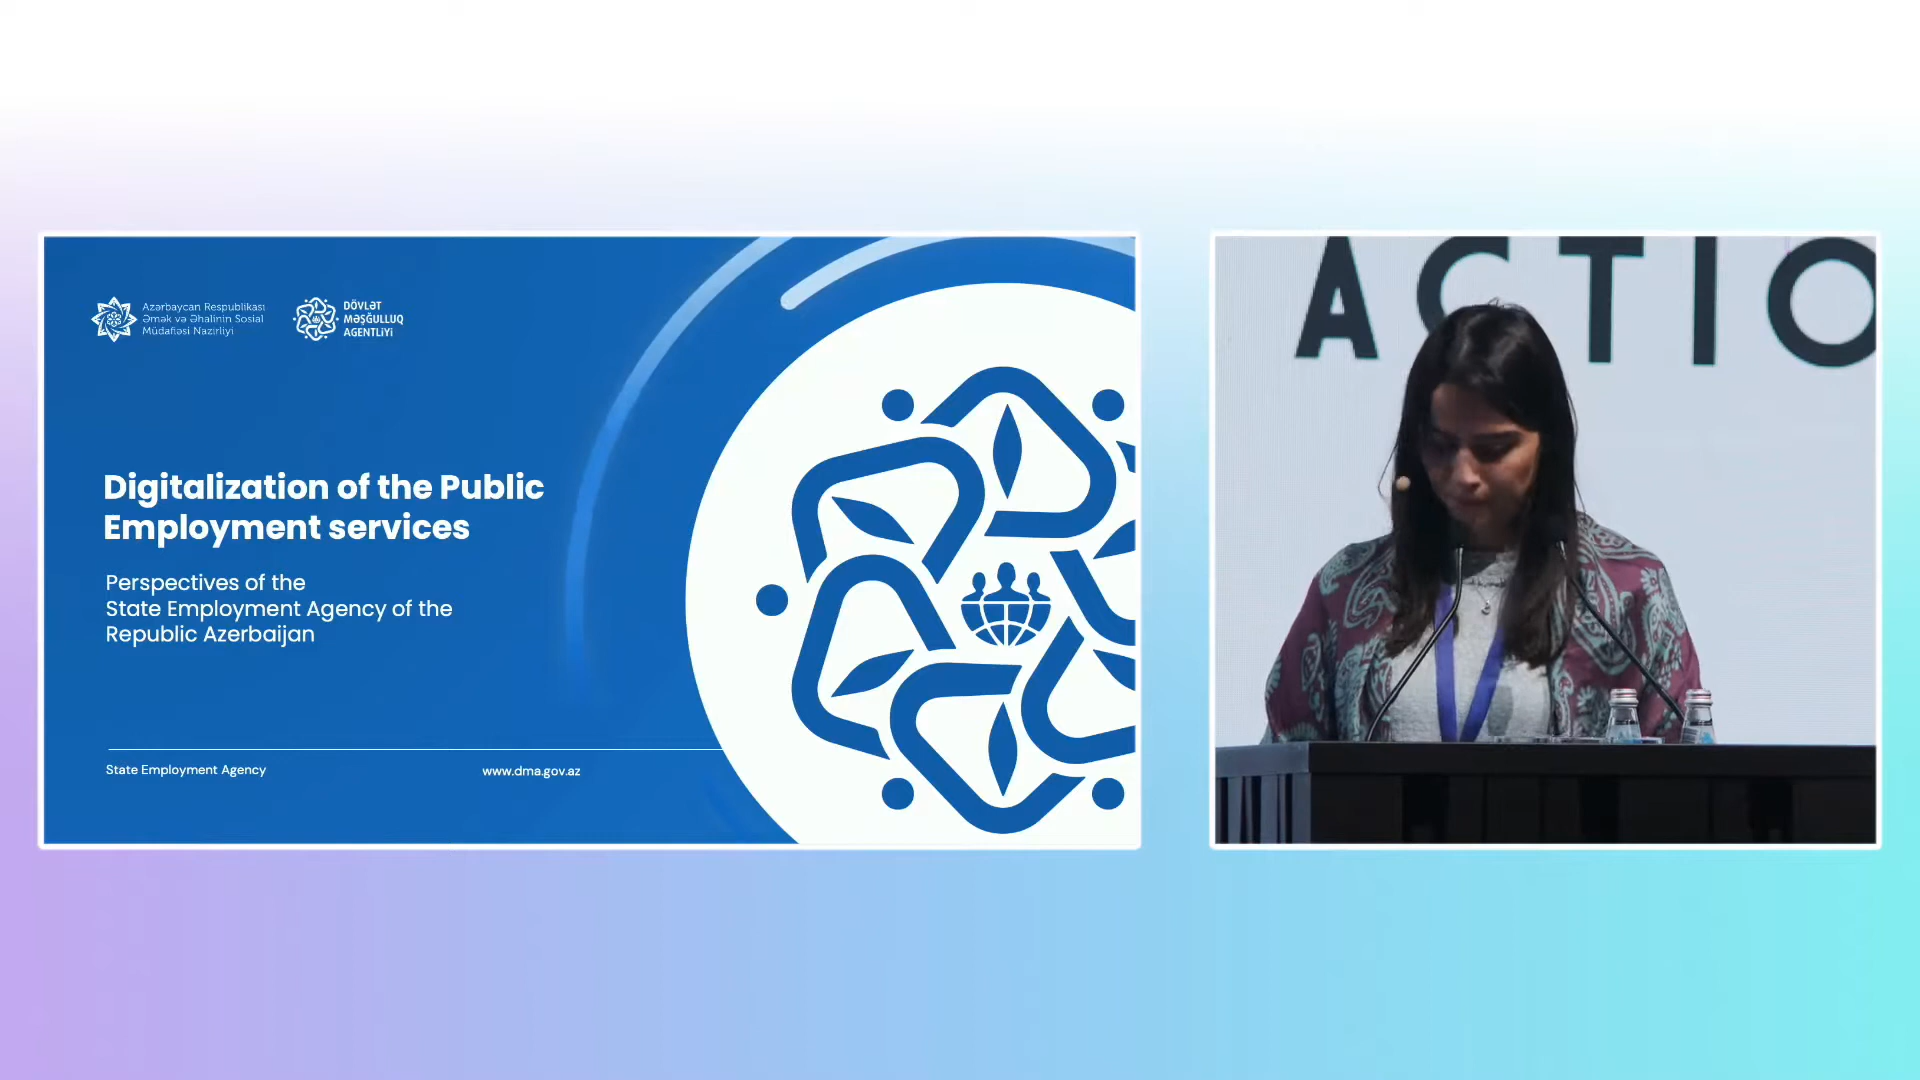 Azərbaycan Respublikası
Əmək və Əhalinin Sosial
Müdafiəsi Nazirliyi
DÖVLƏT
MƏŞĞULLUQ
AGENTLİYİ
Digitalization of the Public
Employment services
Perspectives of the
State Employment Agency of the
Republic Azerbaijan
State Employment Agency
www.dma.gov.az
ACTIO